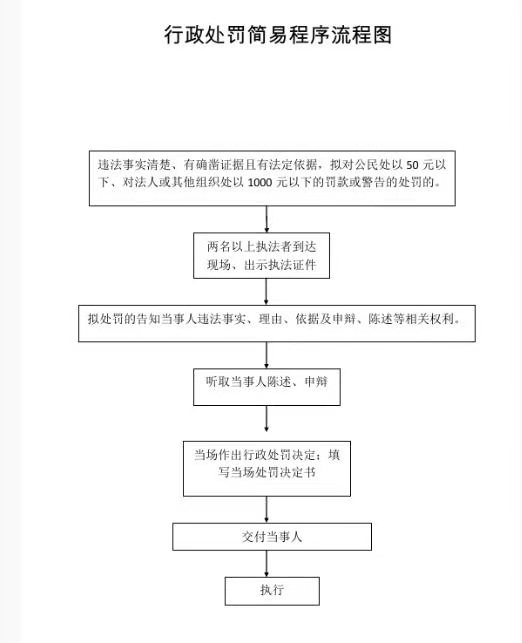 行政处罚简易程序流程图
违法事实清楚、有确凿证据且有法定依据，拟对公民处以 50 元以
下、对法人或其他组织处以 1000 元以下的罚款或警告的处罚的。
两名以上执法者到达
现场、出示执法证件
拟处罚的告知当事人违法事实、理由、依据及申辩、陈述等相关权利。
听取当事人陈述、申辩
当场作出行政处罚决定；填
写当场处罚决定书
交付当事人
执行